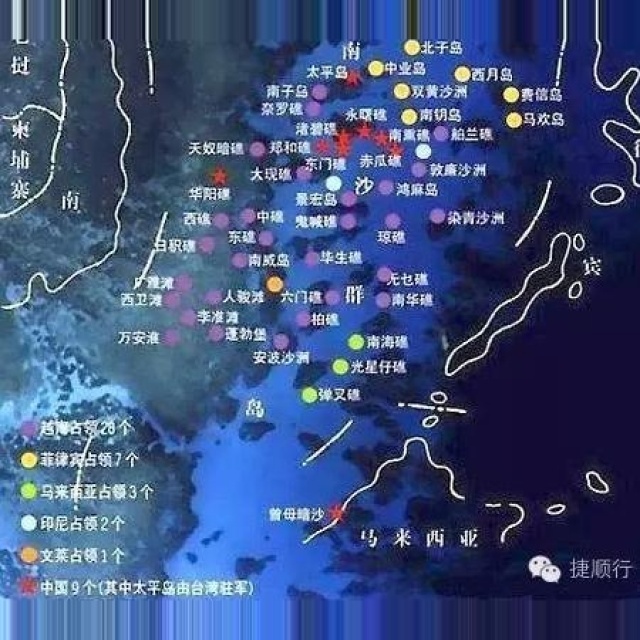 南
北子岛
太平岛
中业岛
西月岛
南子岛
双黄沙洲
费信岛
奈罗礁
永暑礁
南钥岛
马欢岛
渚碧礁
南熏礁
舶兰礁
天奴暗礁
郑和礁
东门礁
赤瓜礁
大现礁
敦廉沙洲
柬埔寨
华阳礁
沙
鸿庥岛
南
景宏岛
西礁
中礁
鬼喊礁
染青沙洲
日积礁
东礁
琼礁
南威岛
毕生礁
宾
无乜礁
广雅滩
西卫滩
人骏滩
六门礁
群
南华礁
李准滩
柏礁
万安滩
蓬勃堡
南海礁
安波沙洲
光星仔礁
弹叉礁
岛
越南占领28个
菲律宾占领7个
马来西亚占领3个
印尼占领2个
文莱占领1个
中国9个(其中太平岛由台湾驻军)
曾母暗沙
马来西亚
捷顺行